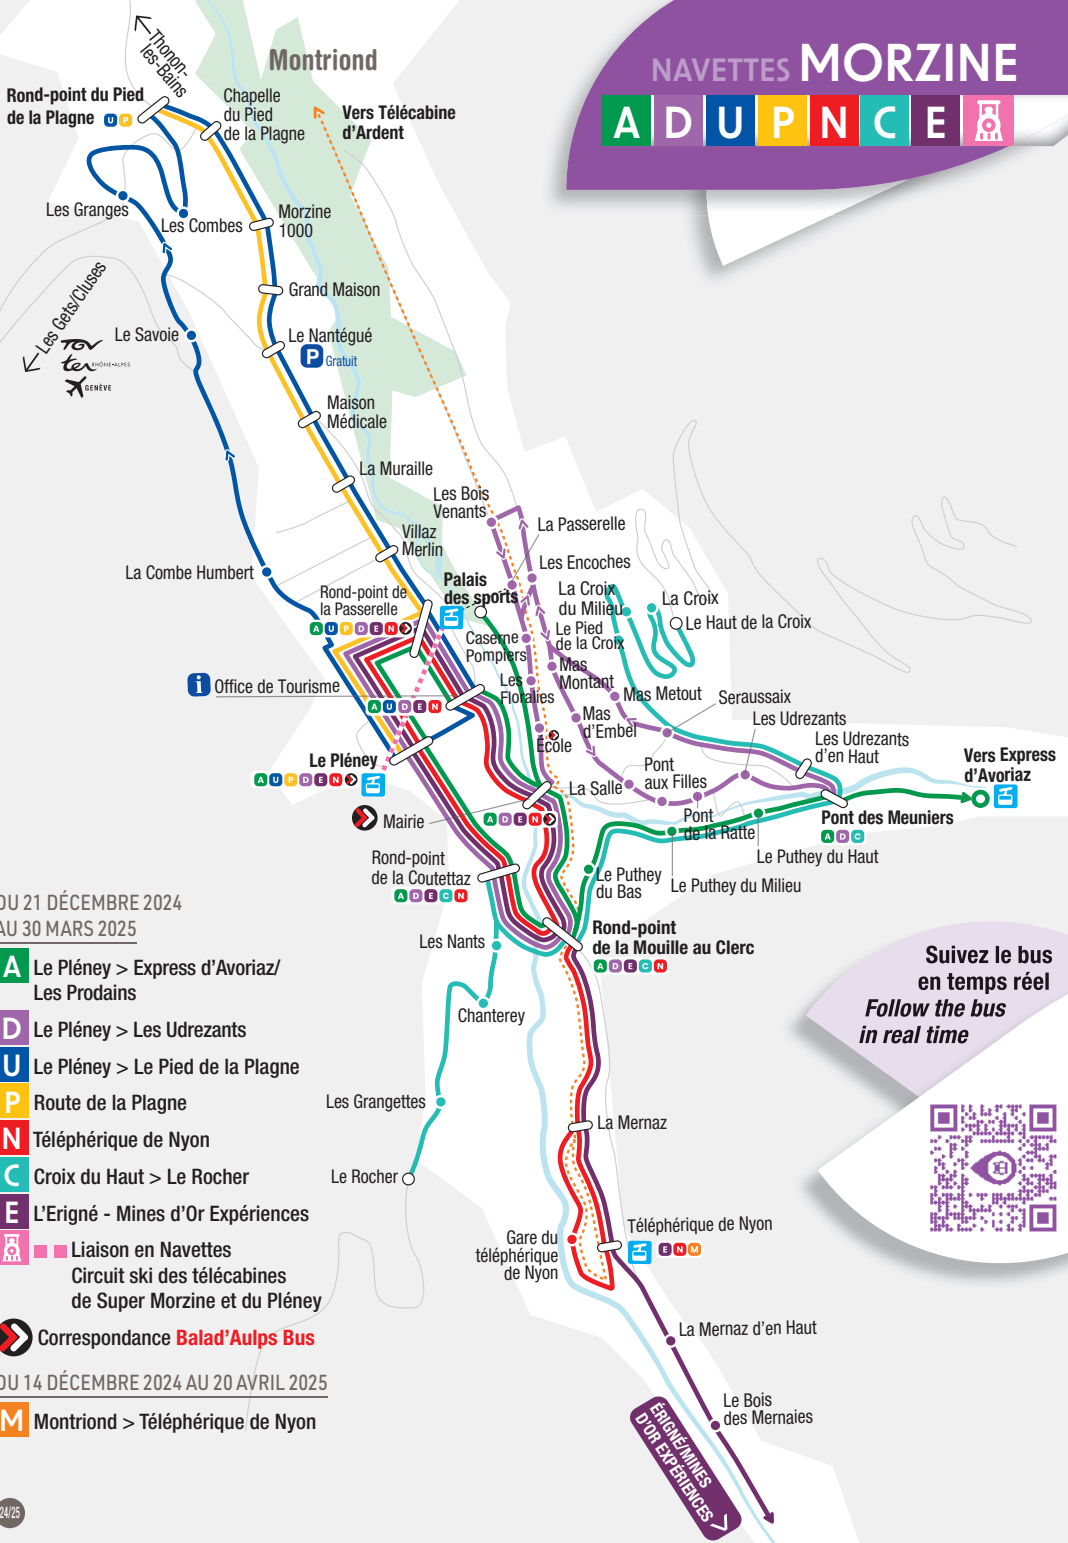 NAVETTES MORZINE
A D U P N C E
Thonon-
les-Bains
Montriond
Rond-point du Pied
de la Plagne U P
Chapelle
du Pied
de la Plagne
Vers Télécabine
d'Ardent
Les Granges
Les Combes
Morzine
1000
Grand Maison
Les Gets/Cluses
TGV
ter RHÔNE-ALPES
GENÈVE
Le Savoie
Le Nantégué
P Gratuit
Maison
Médicale
La Muraille
Les Bois
Venants
La Passerelle
Villaz
Merlin
Les Encoches
La Combe Humbert
Palais
des sports
La Croix
du Milieu
La Croix
Rond-point de
la Passerelle
A U P D E N
Le Haut de la Croix
Caserne
Pompiers
Le Pied
de la Croix
Mas
Montant
i Office de Tourisme
A U D E N
Les
Floralies
Mas Metout
Seraussaix
Mas
d'Embel
Les Udrezants
École
Les Udrezants
d'en Haut
Vers Express
d'Avoriaz
Le Pléney
A U P D E N
La Salle
Pont
aux Filles
Mairie
A D E N
Pont
de la Ratte
Pont des Meuniers
A D C
Rond-point
de la Coutettaz
A D E C N
Le Puthey
du Bas
Le Puthey du Haut
Le Puthey du Milieu
Les Nants
Rond-point
de la Mouille au Clerc
A D E C N
Chanterey
Les Grangettes
Le Rocher
La Mernaz
Gare du
téléphérique
de Nyon
Téléphérique de Nyon
E N M
La Mernaz d'en Haut
Le Bois
des Mernaies
ÉRIGNÉ/MINES
D'OR EXPÉRIENCES
Suivez le bus
en temps réel
Follow the bus
in real time
DU 21 DÉCEMBRE 2024
AU 30 MARS 2025
A Le Pléney > Express d'Avoriaz/
Les Prodains
D Le Pléney > Les Udrezants
U Le Pléney > Le Pied de la Plagne
P Route de la Plagne
N Téléphérique de Nyon
C Croix du Haut > Le Rocher
E L'Erigné - Mines d'Or Expériences
Liaison en Navettes
Circuit ski des télécabines
de Super Morzine et du Pléney
Correspondance Balad'Aulps Bus
DU 14 DÉCEMBRE 2024 AU 20 AVRIL 2025
M Montriond > Téléphérique de Nyon
24/25